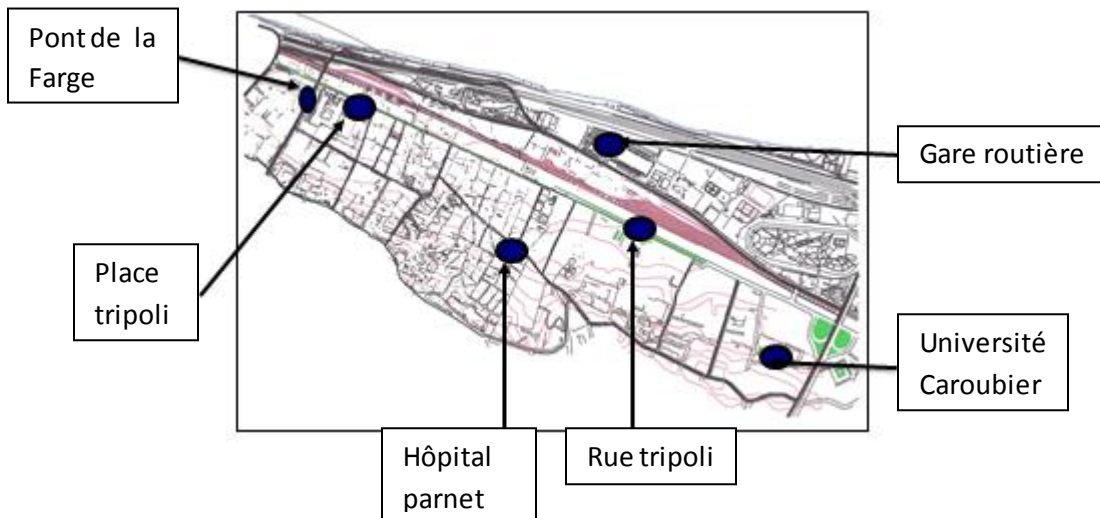 Pont de la
Farge
Gare routière
Place
tripoli
Université
Caroubier
Hôpital
parnet
Rue tripoli